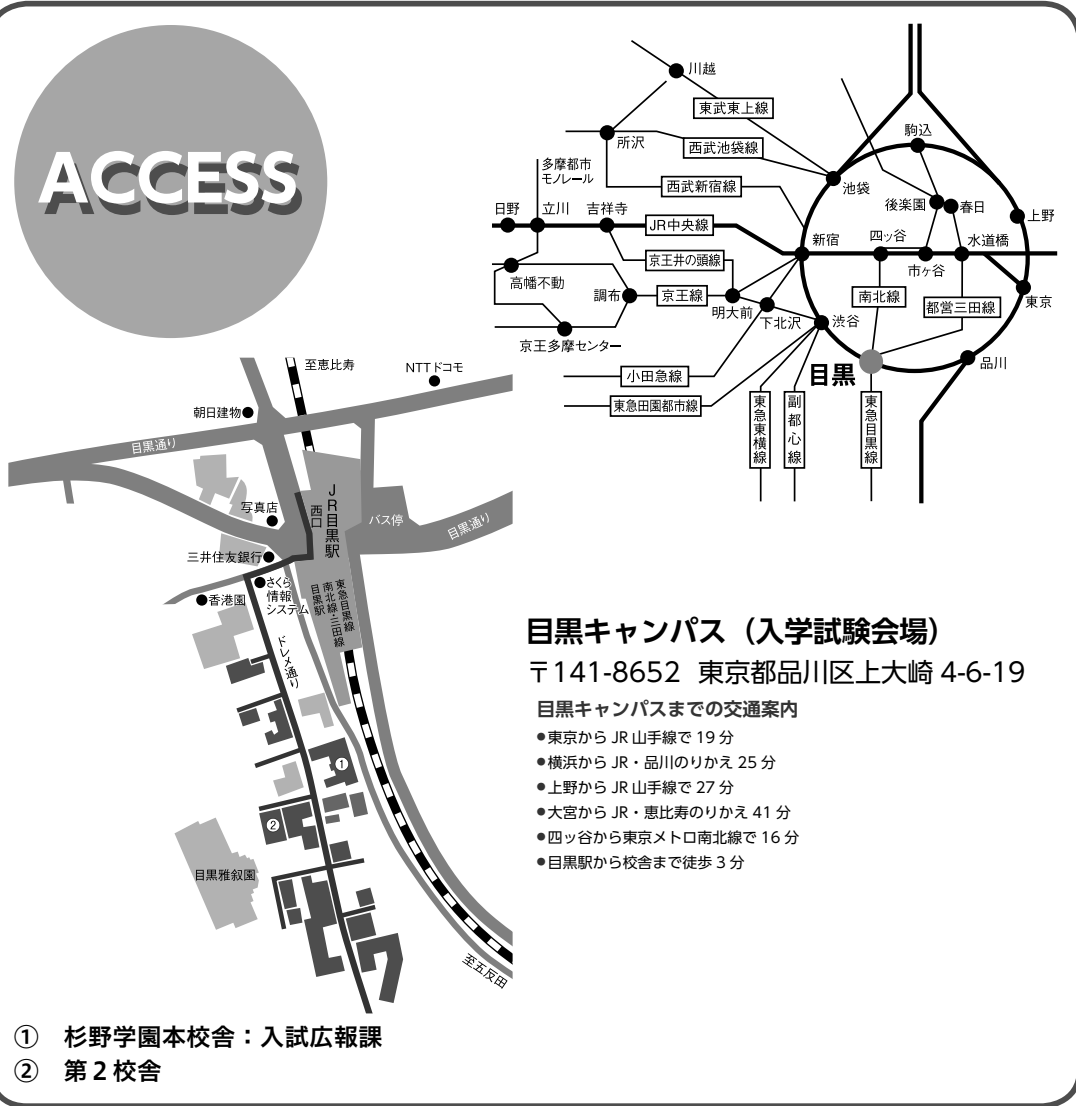 ACCESS
川越
東武東上線
所沢
西武池袋線
駒込
池袋
多摩都市
モノレール
西武新宿線
後楽園
春日
上野
日野
立川
吉祥寺
JR中央線
新宿
四ッ谷
水道橋
市ヶ谷
京王井の頭線
高幡不動
調布
京王線
明大前
下北沢
渋谷
南北線
都営三田線
東京
京王多摩センター
目黒
品川
小田急線
東急田園都市線
東急東横線
副都心線
東急目黒線
至恵比寿
NTTドコモ
朝日建物
目黒通り
写真店
JR目黒駅
西口
バス停
目黒通り
三井住友銀行
さくら
情報
システム
香港園
東急目黒線
南北線・三田線
目黒駅
ドレメ通り
①
②
目黒雅叙園
至五反田
目黒キャンパス（入学試験会場）
〒141-8652 東京都品川区上大崎 4-6-19
目黒キャンパスまでの交通案内
●東京から JR 山手線で 19 分
●横浜から JR・品川のりかえ 25 分
●上野から JR 山手線で 27 分
●大宮から JR・恵比寿のりかえ 41 分
●四ッ谷から東京メトロ南北線で 16 分
●目黒駅から校舎まで徒歩 3 分
① 杉野学園本校舎：入試広報課
② 第２校舎